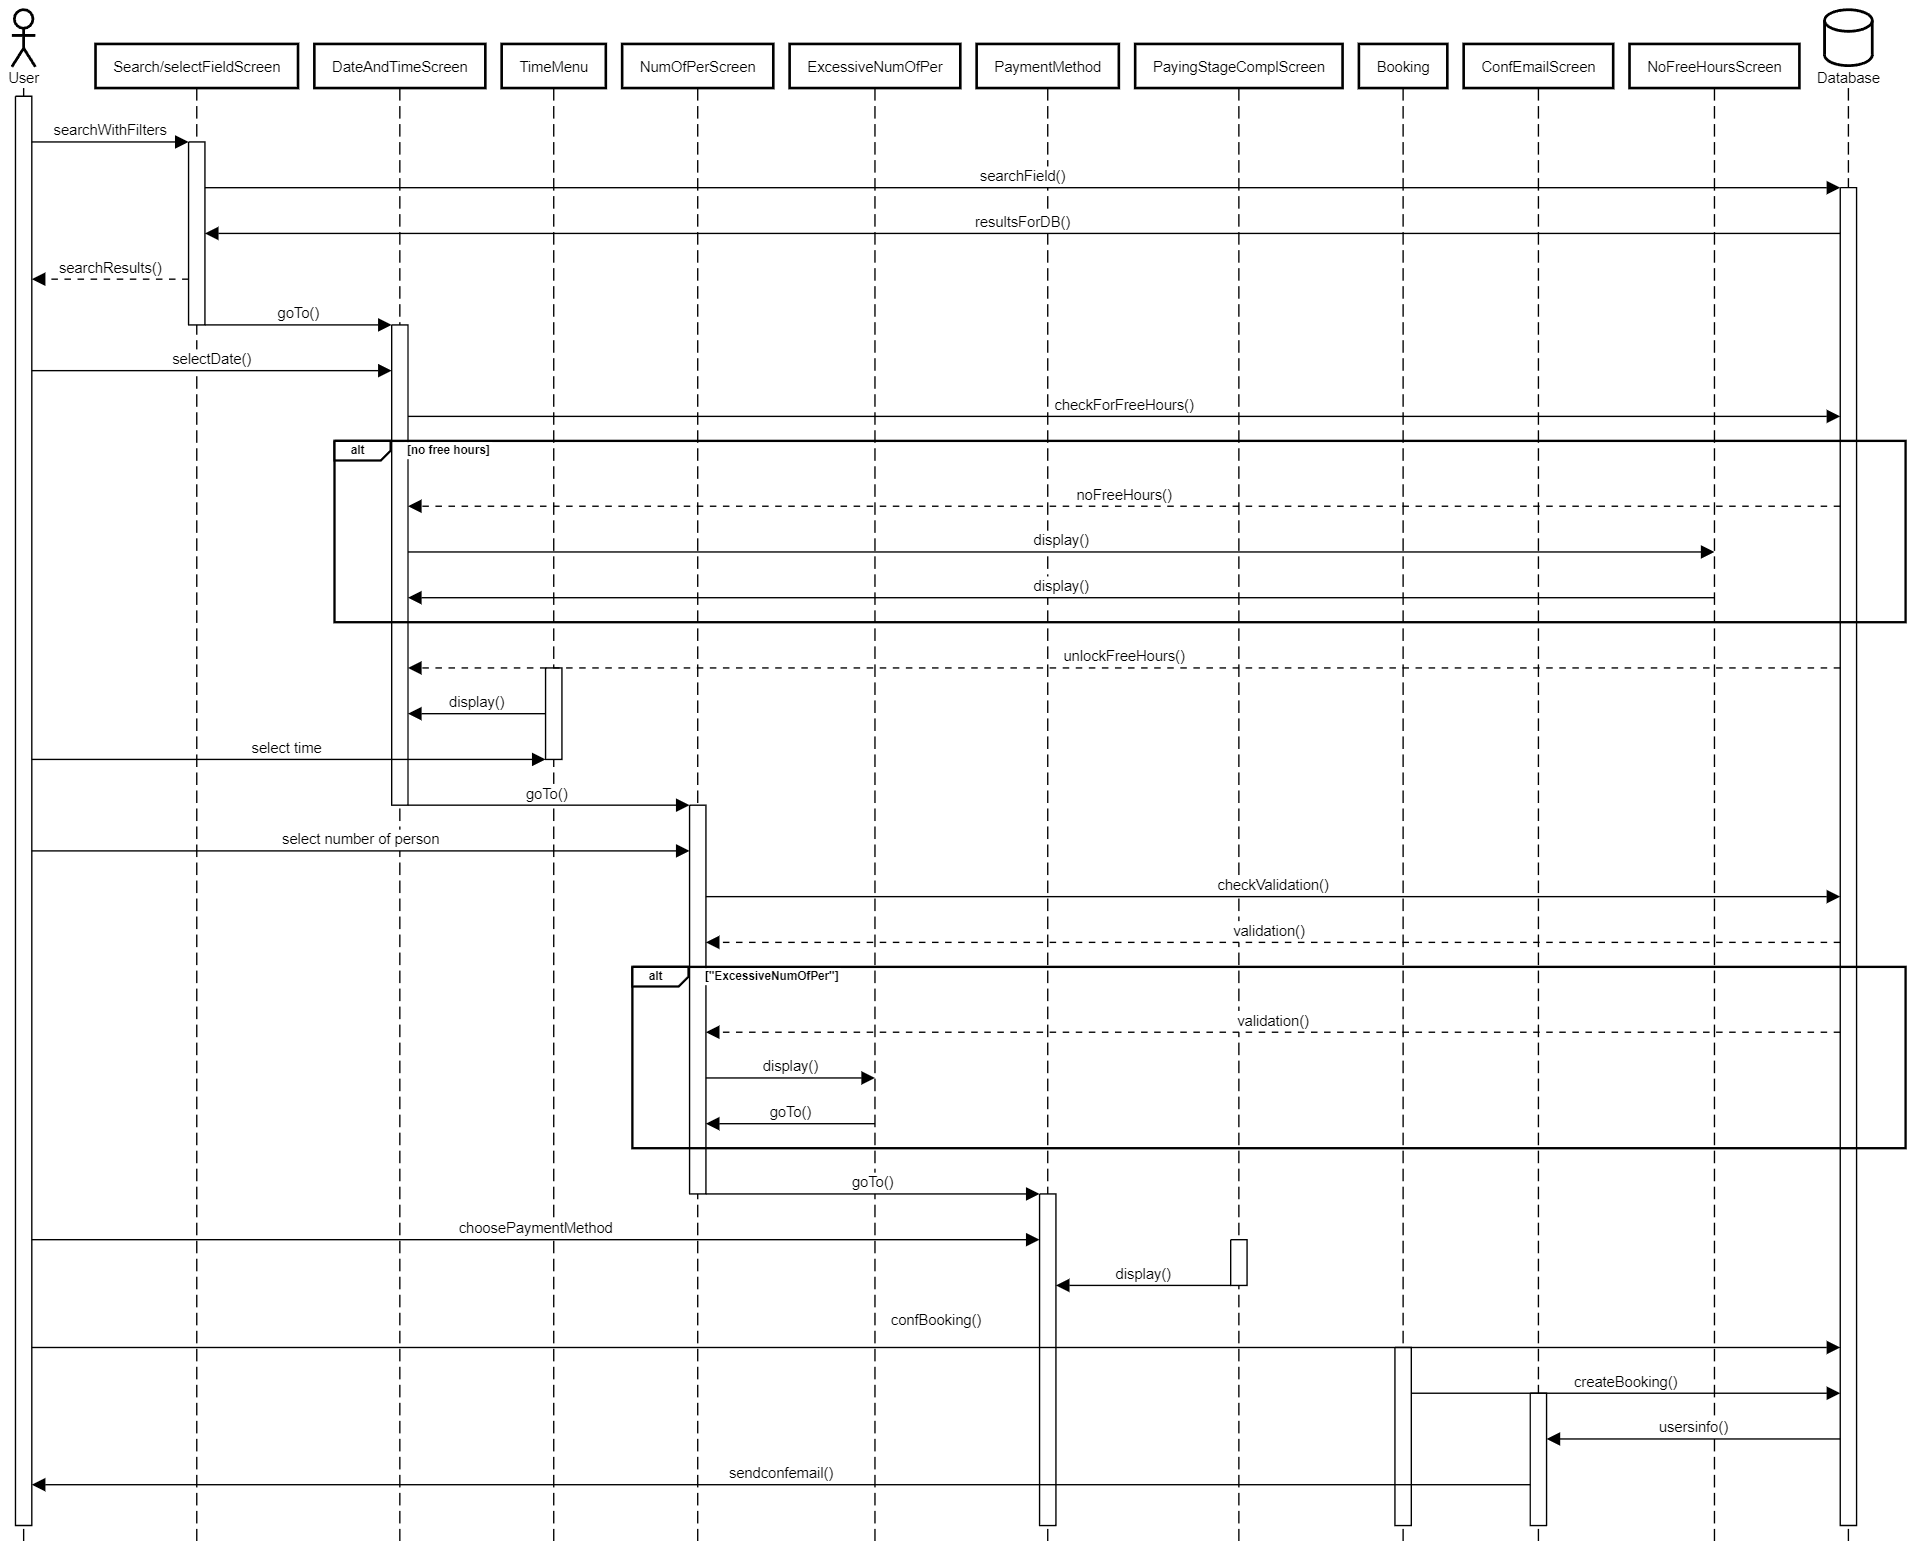 User
Search/selectFieldScreen
DateAndTimeScreen
TimeMenu
NumOfPerScreen
ExcessiveNumOfPer
PaymentMethod
PayingStageComplScreen
Booking
ConfEmailScreen
NoFreeHoursScreen
Database
searchWithFilters
searchField()
resultsForDB()
searchResults()
goTo()
selectDate()
checkForFreeHours()
alt
[no free hours]
noFreeHours()
display()
display()
unlockFreeHours()
display()
select time
goTo()
select number of person
checkValidation()
validation()
alt
["ExcessiveNumOfPer"]
validation()
display()
goTo()
goTo()
choosePaymentMethod
display()
confBooking()
createBooking()
usersinfo()
sendconfemail()